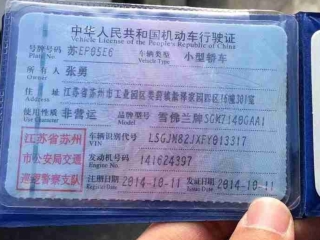 中华人民共和国机动车行驶证
Vehicle License of the People's Republic of China
号牌号码 苏EP95E6 车辆类型 小型轿车
Plate No. Vehicle Type
所有人 张勇
Owner
住址 江苏省苏州市工业园区娄葑镇
Address
使用性质 非营运 品牌型号 雪佛兰牌SGM7140GAA1
Use Character Model
江苏省苏州
市公安局交通
巡逻警察支队
车辆识别代号 LSGJM82JXFY013317
VIN
发动机号码 141624397
Engine No.
注册日期 2014-10-11 发证日期 2014-10-11
Register Date Issue Date